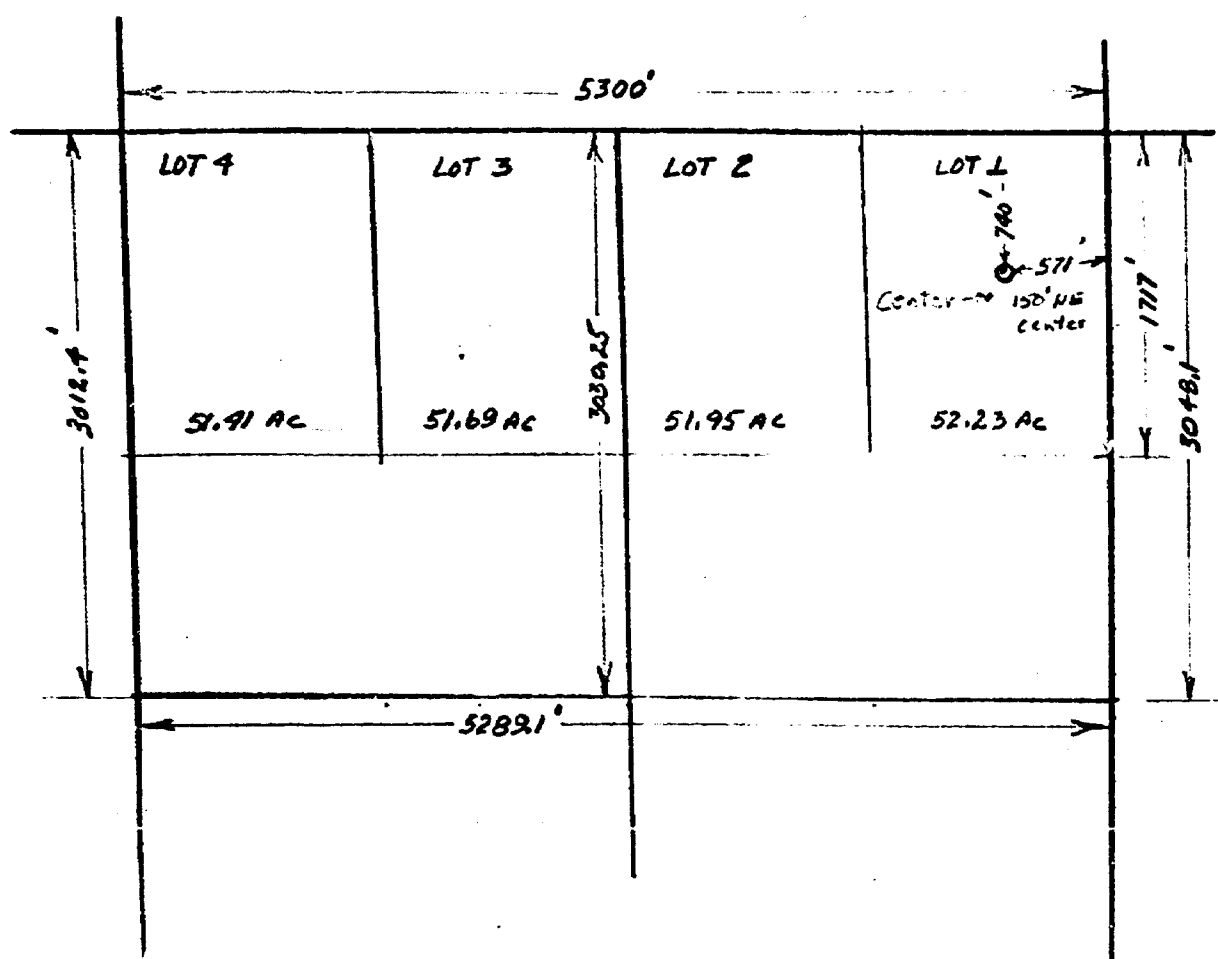 5300'
LOT 4
LOT 3
LOT 2
LOT 1
740'
571'
Center 150' NE
center
1717'
3012.4'
3030.25
3048.1'
51.41 Ac
51.69 Ac
51.95 Ac
52.23 Ac
5289.1'